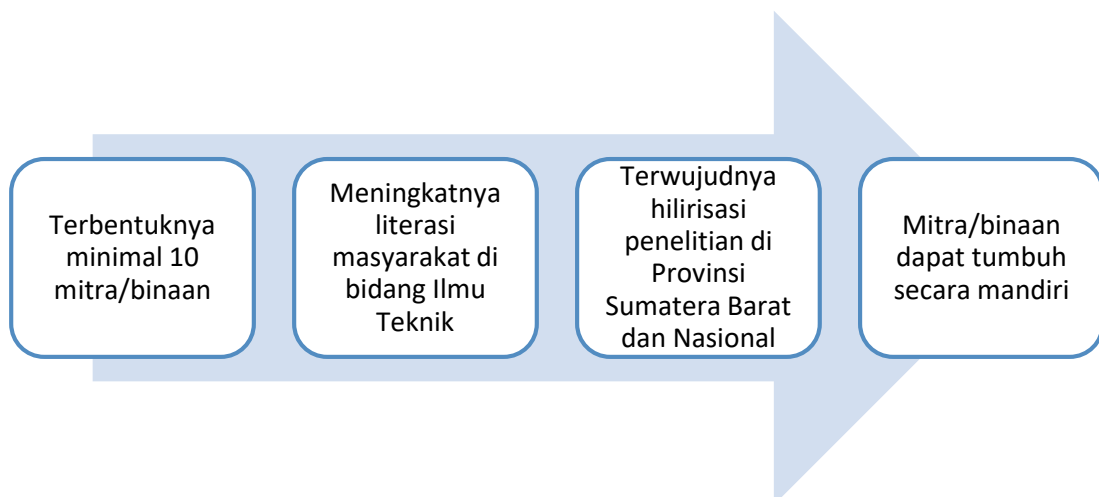 Terbentuknya
minimal 10
mitra/binaan
Meningkatnya
literasi
masyarakat di
bidang Ilmu
Teknik
Terwujudnya
hilirisasi
penelitian di
Provinsi
Sumatera Barat
dan Nasional
Mitra/binaan
dapat tumbuh
secara mandiri